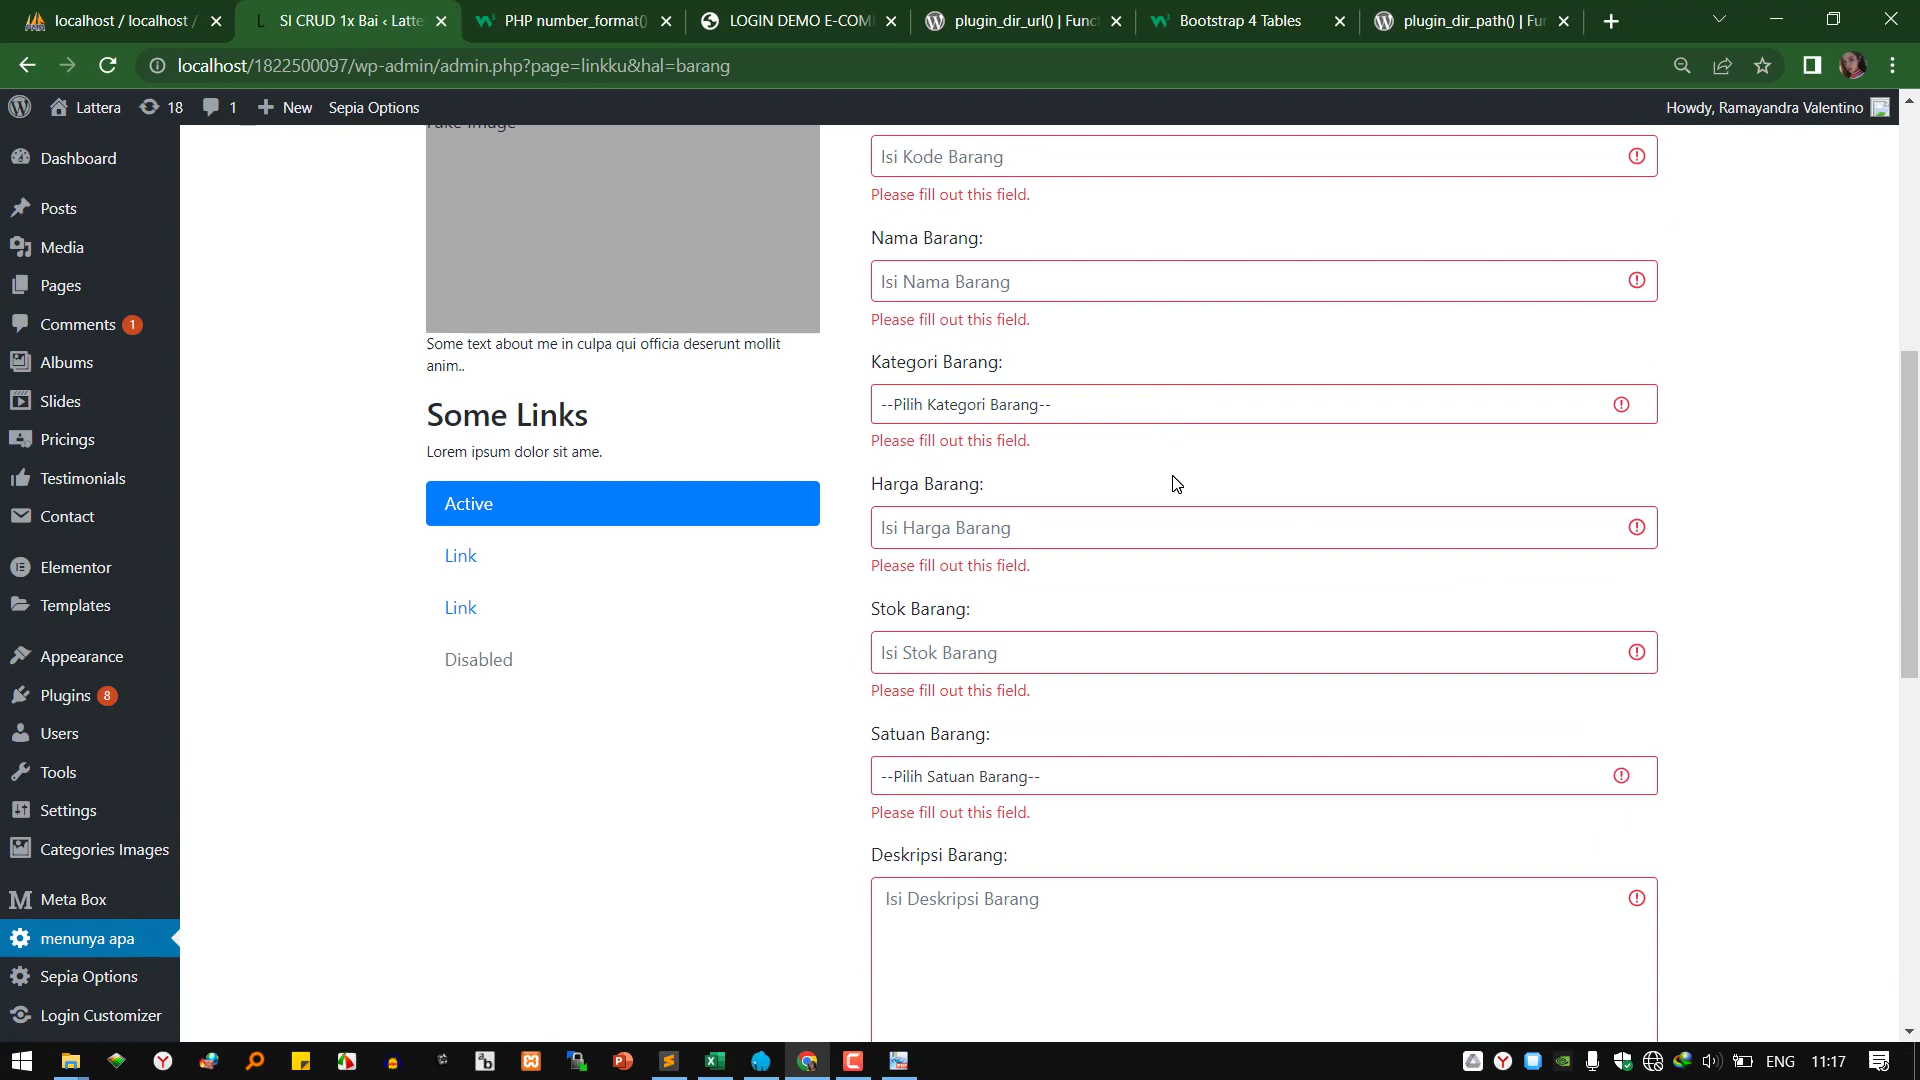 localhost / localhost /
L SI CRUD 1x Bai ‹ Latte
PHP number_format()
LOGIN DEMO E-COM
plugin_dir_url() | Func
Bootstrap 4 Tables
plugin_dir_path() | Fu
localhost/1822500097/wp-admin/admin.php?page=linkku&hal=barang
Lattera
18
1
New
Sepia Options
Howdy, Ramayandra Valentino
Dashboard
Posts
Media
Pages
Comments 1
Albums
Slides
Pricings
Testimonials
Contact
Elementor
Templates
Appearance
Plugins 8
Users
Tools
Settings
Categories Images
Meta Box
menunya apa
Sepia Options
Login Customizer
Fake Image
Some text about me in culpa qui officia deserunt mollit
anim..
Some Links
Lorem ipsum dolor sit ame.
Active
Link
Link
Disabled
Isi Kode Barang
Please fill out this field.
Nama Barang:
Isi Nama Barang
Please fill out this field.
Kategori Barang:
--Pilih Kategori Barang--
Please fill out this field.
Harga Barang:
Isi Harga Barang
Please fill out this field.
Stok Barang:
Isi Stok Barang
Please fill out this field.
Satuan Barang:
--Pilih Satuan Barang--
Please fill out this field.
Deskripsi Barang:
Isi Deskripsi Barang
ENG
11:17